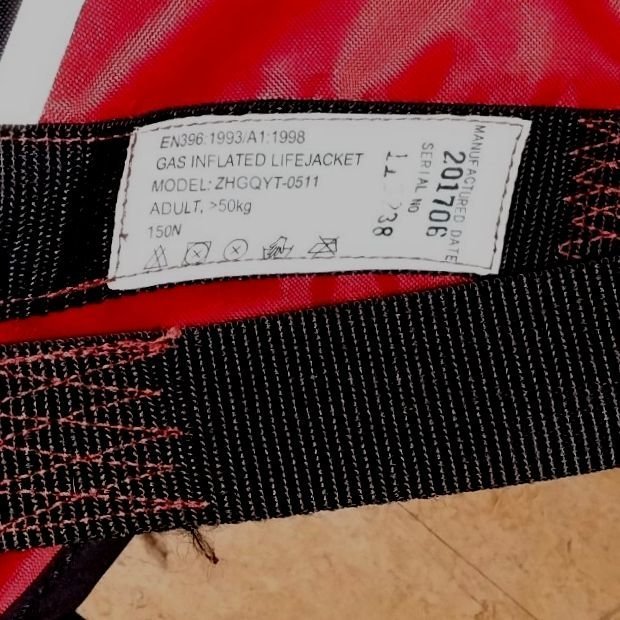 EN396:1993/A1:1998
GAS INFLATED LIFEJACKET
MODEL: ZHGQYT-0511
ADULT, >50kg
150N
MANUFACTURED DATE
201706
SERIAL NO